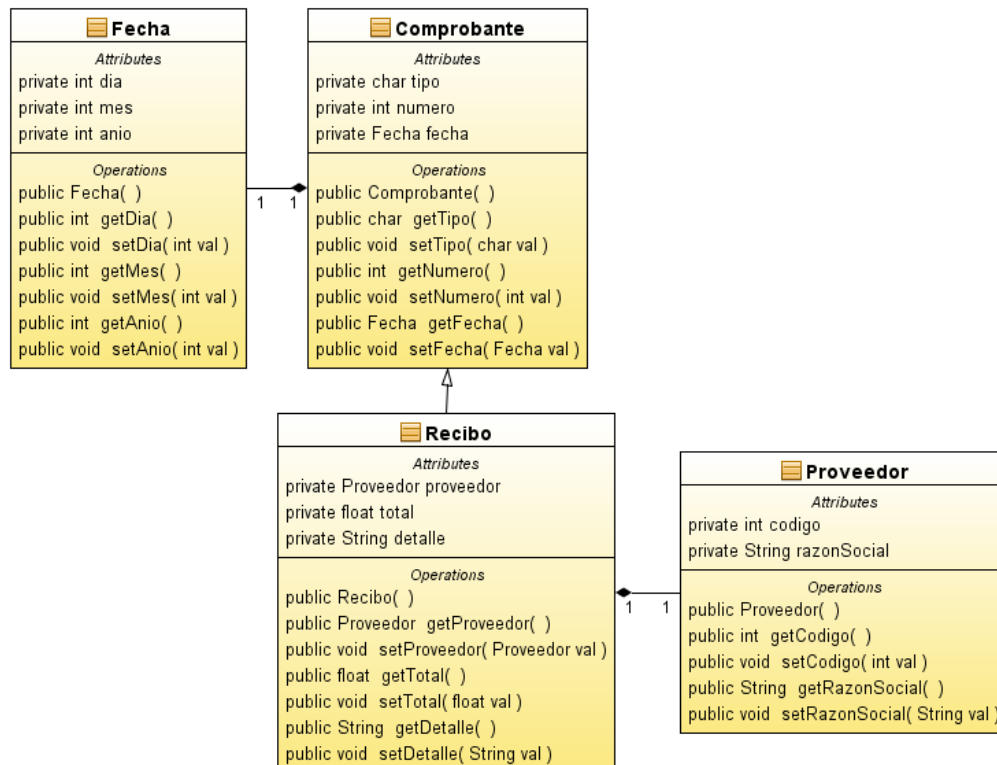 Fecha
Attributes
private int dia
private int mes
private int anio
Operations
public Fecha( )
public int getDia( )
public void setDia( int val )
public int getMes( )
public void setMes( int val )
public int getAnio( )
public void setAnio( int val )
1 1
Comprobante
Attributes
private char tipo
private int numero
private Fecha fecha
Operations
public Comprobante( )
public char getTipo( )
public void setTipo( char val )
public int getNumero( )
public void setNumero( int val )
public Fecha getFecha( )
public void setFecha( Fecha val )
Recibo
Attributes
private Proveedor proveedor
private float total
private String detalle
Operations
public Recibo( )
public Proveedor getProveedor( )
public void setProveedor( Proveedor val )
public float getTotal( )
public void setTotal( float val )
public String getDetalle( )
public void setDetalle( String val )
1 1
Proveedor
Attributes
private int codigo
private String razonSocial
Operations
public Proveedor( )
public int getCodigo( )
public void setCodigo( int val )
public String getRazonSocial( )
public void setRazonSocial( String val )